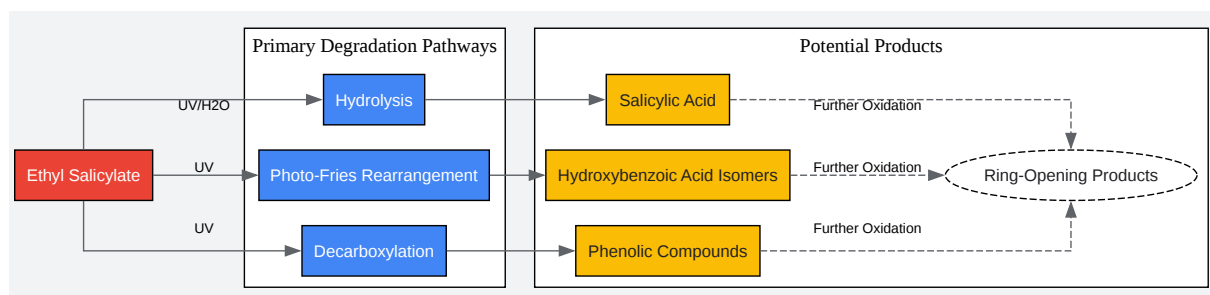 Primary Degradation Pathways
Potential Products
UV/H2O
Hydrolysis
Salicylic Acid
Further Oxidation
Ethyl Salicylate
UV
Photo-Fries Rearrangement
Hydroxybenzoic Acid Isomers
Further Oxidation
Ring-Opening Products
UV
Decarboxylation
Phenolic Compounds
Further Oxidation